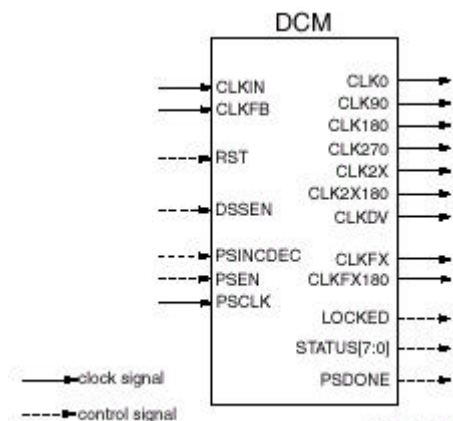 DCM
CLKIN
CLKFB
RST
DSSEN
PSINCDEC
PSEN
PSCLK
CLK0
CLK90
CLK180
CLK270
CLK2X
CLK2X180
CLKDV
CLKFX
CLKFX180
LOCKED
STATUS[7:0]
PSDONE
clock signal
control signal